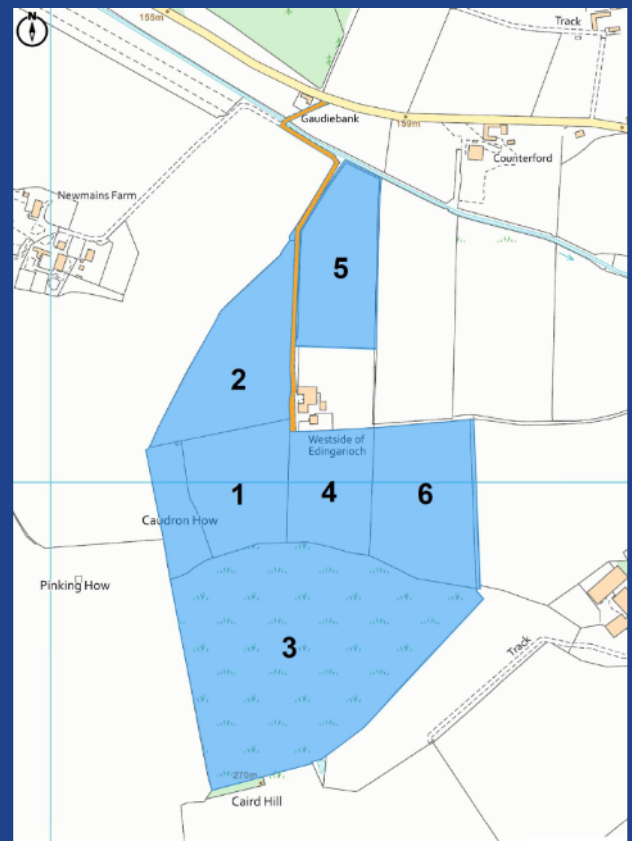 N
155m
Track
Gaudiebank
159m
Counterford
Newmains Farm
5
2
Westside of
Edingarioch
1
4
6
Caudron How
Pinking How
3
Track
270m
Caird Hill